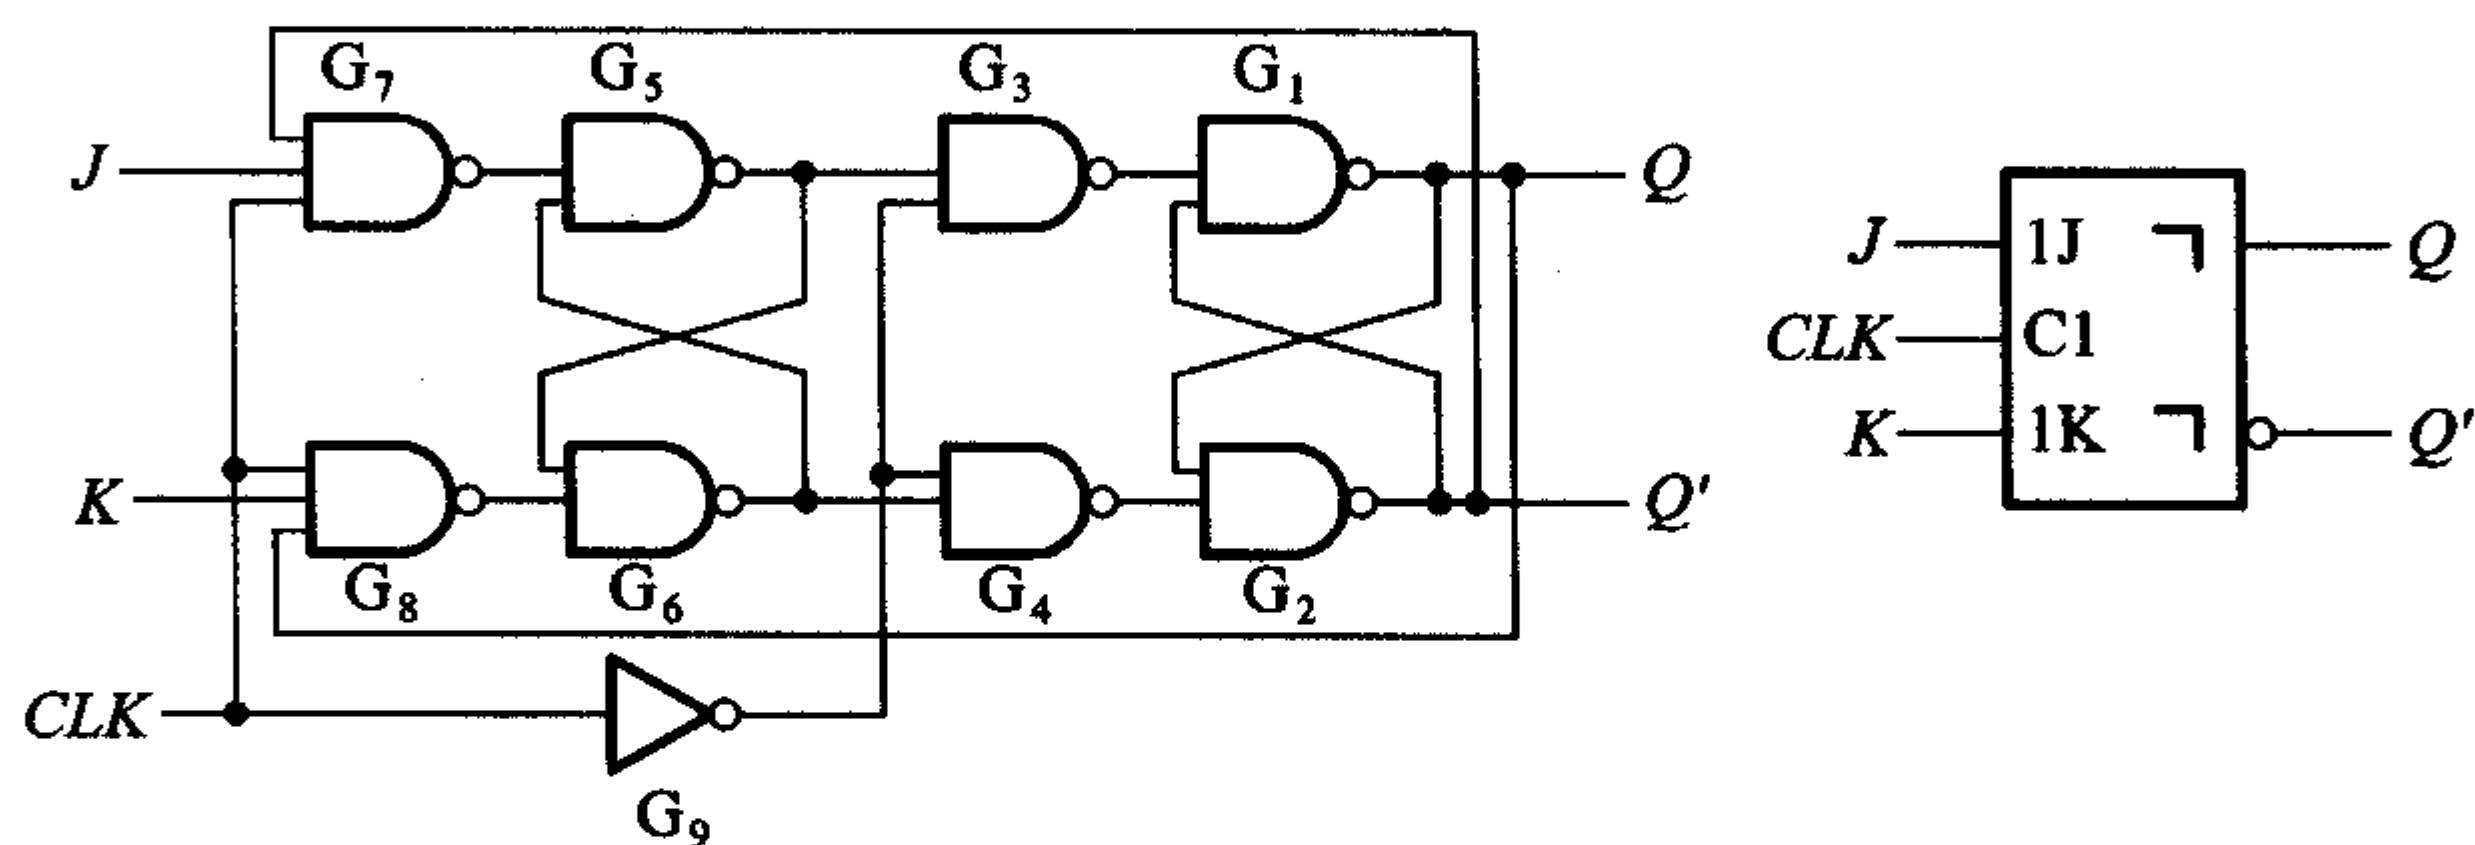 G₇ G₅ G₃ G₁
J Q
K Q'
G₈ G₆ G₄ G₂
CLK
G₉
J 1J Q
CLK C1
K 1K Q'